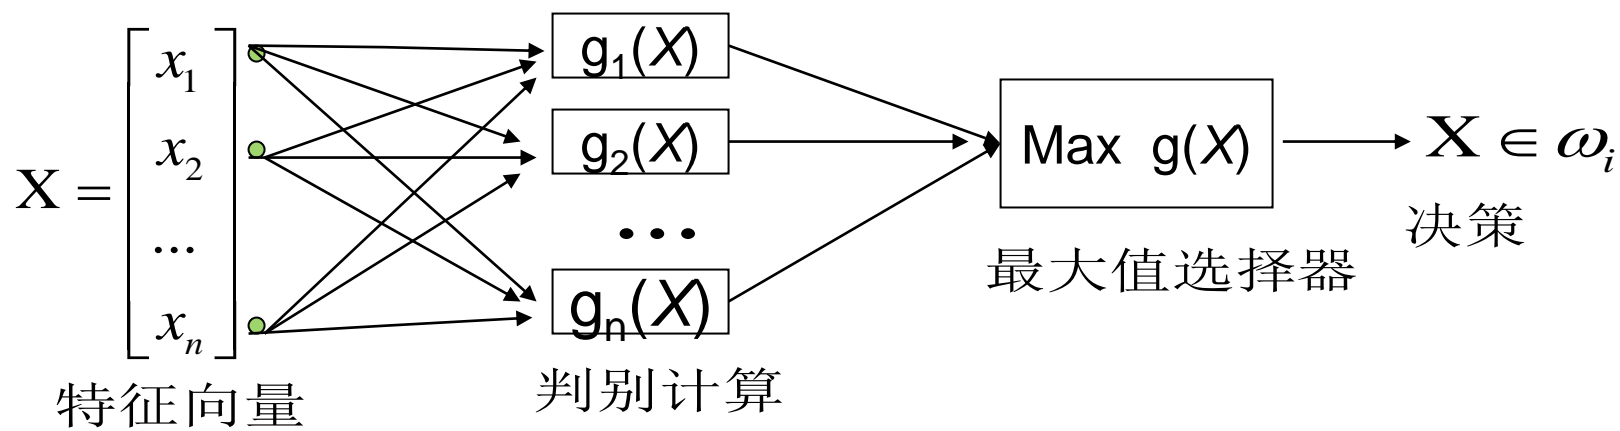 X = [x₁ x₂ ... xₙ]
特征向量
g₁(X)
g₂(X)
...
gₙ(X)
判别计算
Max g(X)
最大值选择器
X ∈ ωᵢ
决策